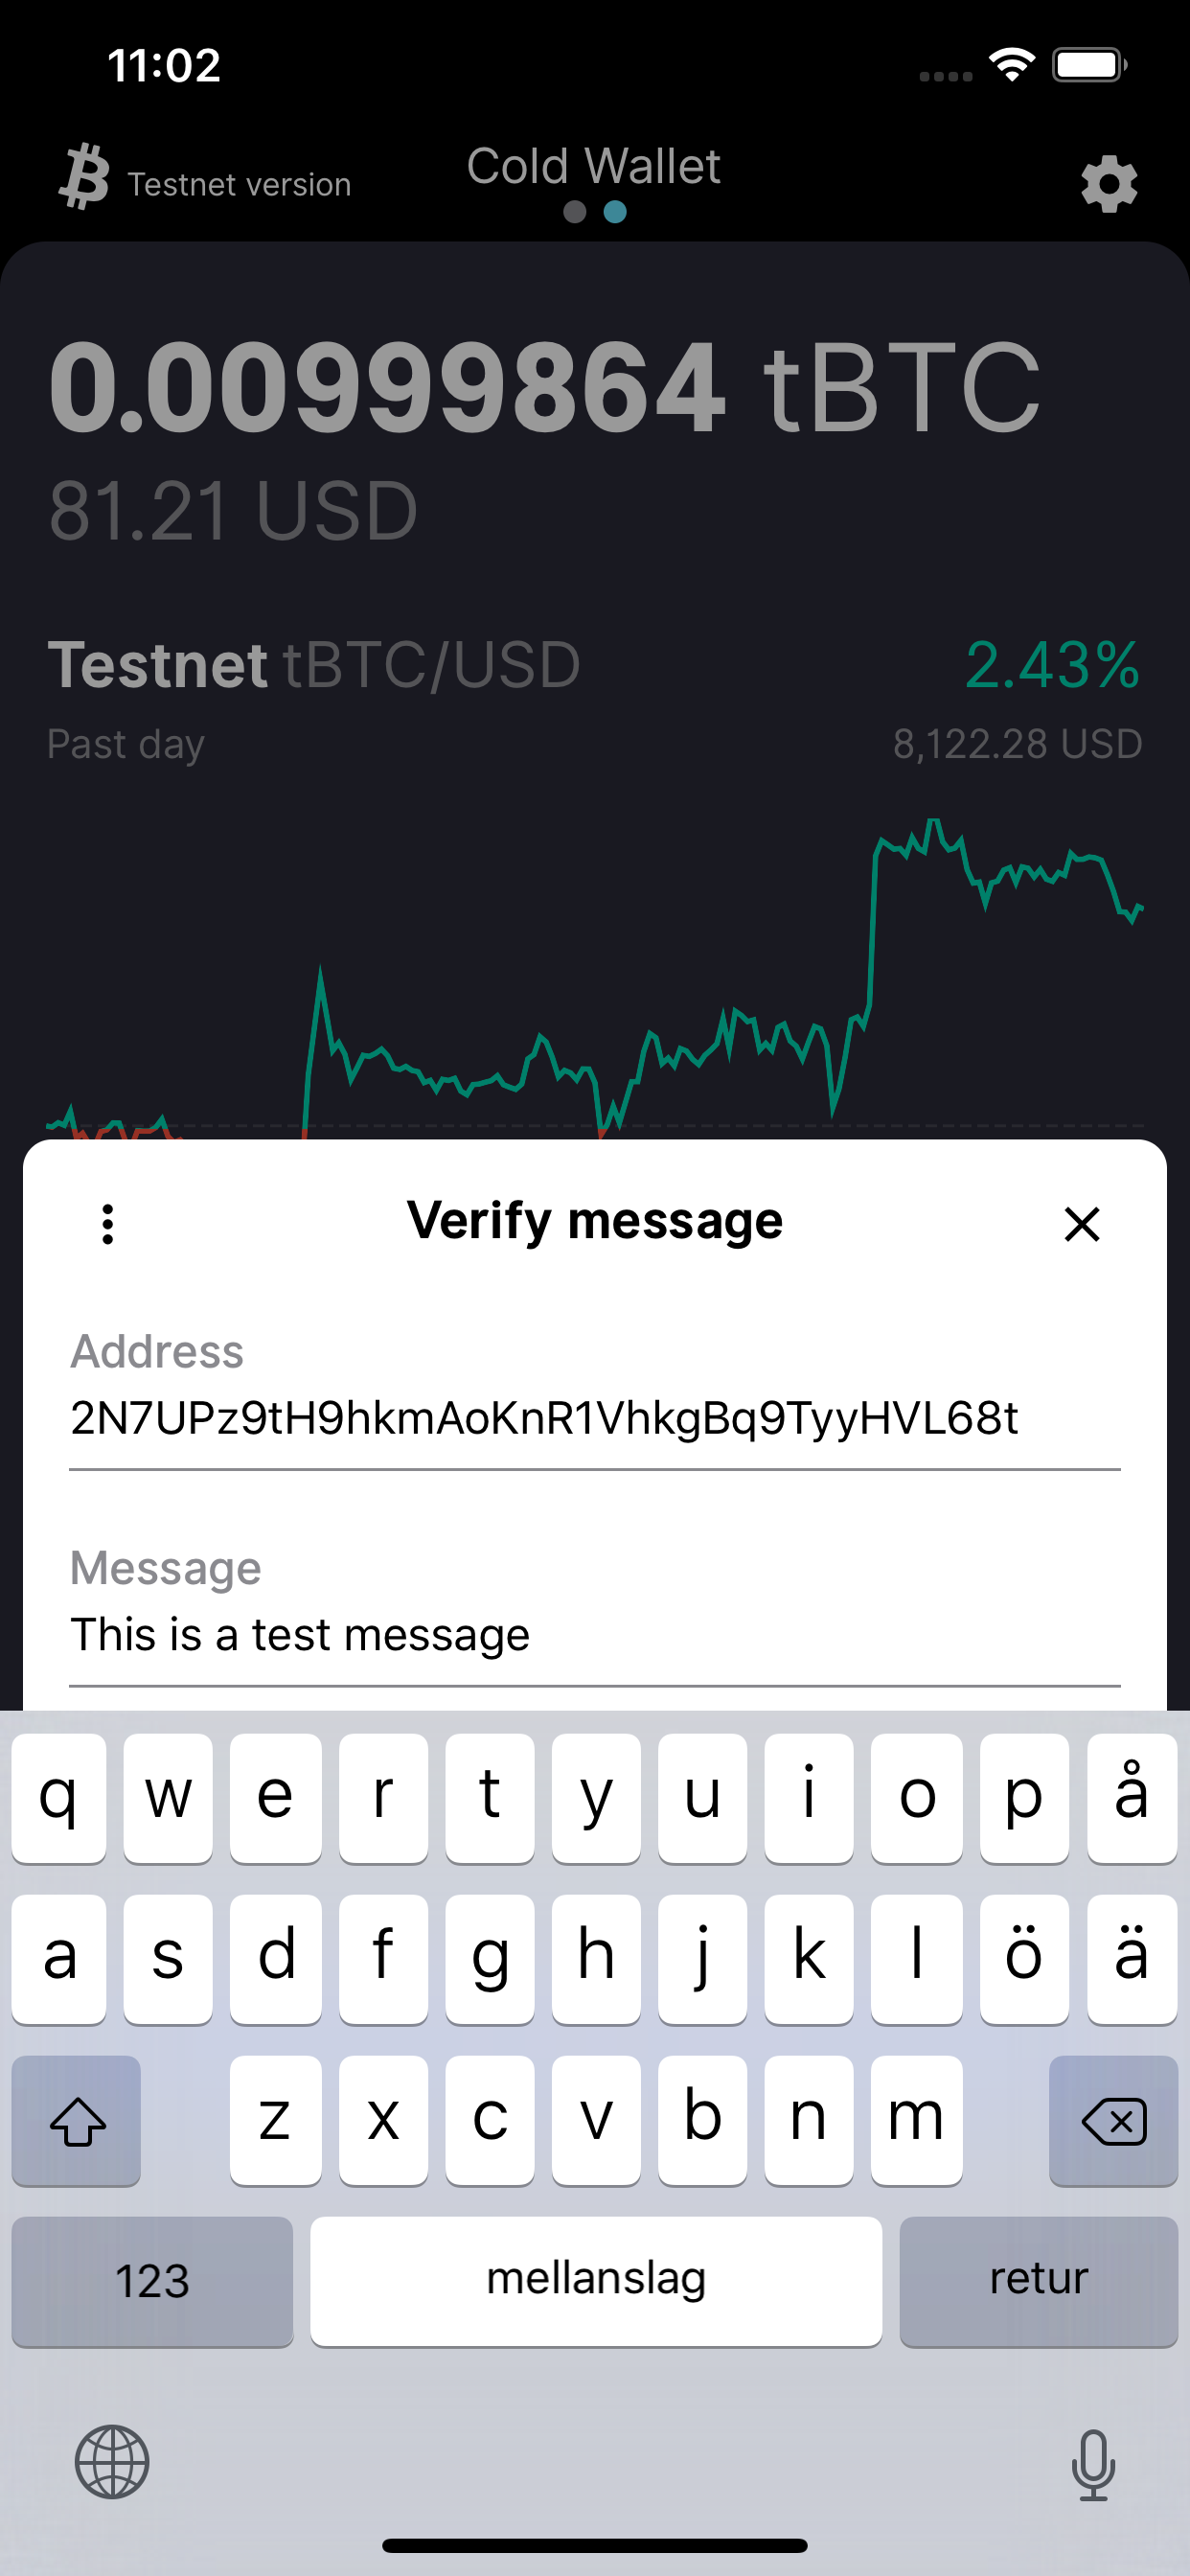 11:02
Testnet version
Cold Wallet
0.00999864 tBTC
81.21 USD
Testnet tBTC/USD 2.43%
Past day 8,122.28 USD
Verify message
Address
2N7UPz9tH9hkmAoKnR1VhkgBq9TyyHVL68t
Message
This is a test message
q w e r t y u i o p å
a s d f g h j k l ö ä
z x c v b n m
123 mellanslag retur